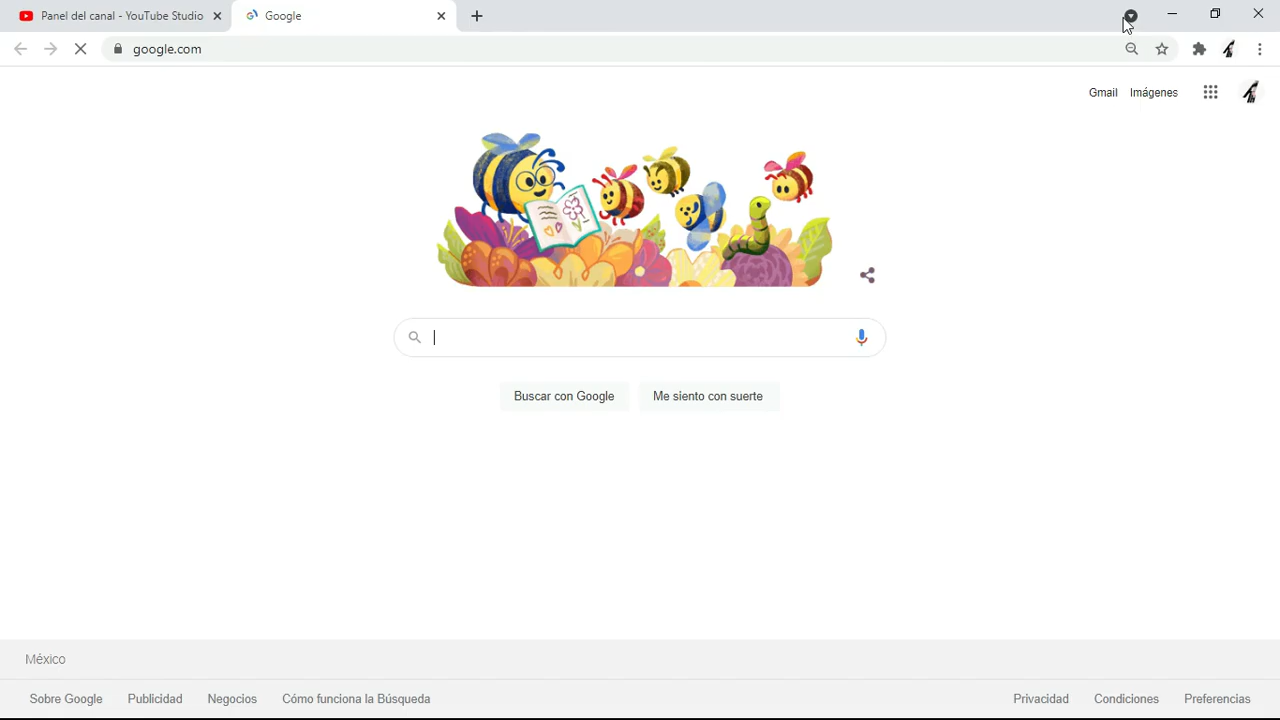 Panel del canal - YouTube Studio
Google
google.com
Gmail
Imágenes
Buscar con Google
Me siento con suerte
México
Sobre Google
Publicidad
Negocios
Cómo funciona la Búsqueda
Privacidad
Condiciones
Preferencias